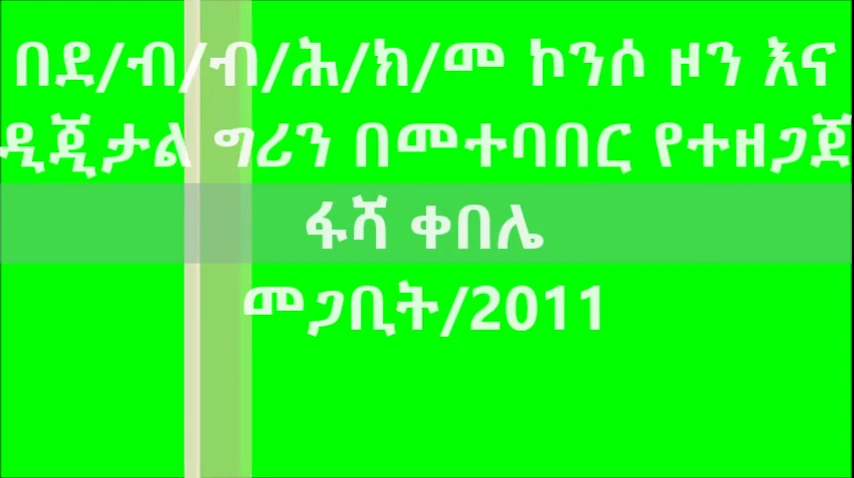 በደ/ብ/ብ/ሕ/ክ/መ ኮንሶ ዞን እና
ዲጂታል ግሪን በመተባበር የተዘጋጀ
ፋሻ ቀበሌ
መጋቢት/2011